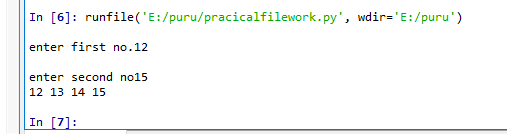 In [6]: runfile('E:/puru/pracicalfilework.py', wdir='E:/puru')
enter first no.12
enter second no15
12 13 14 15
In [7]: